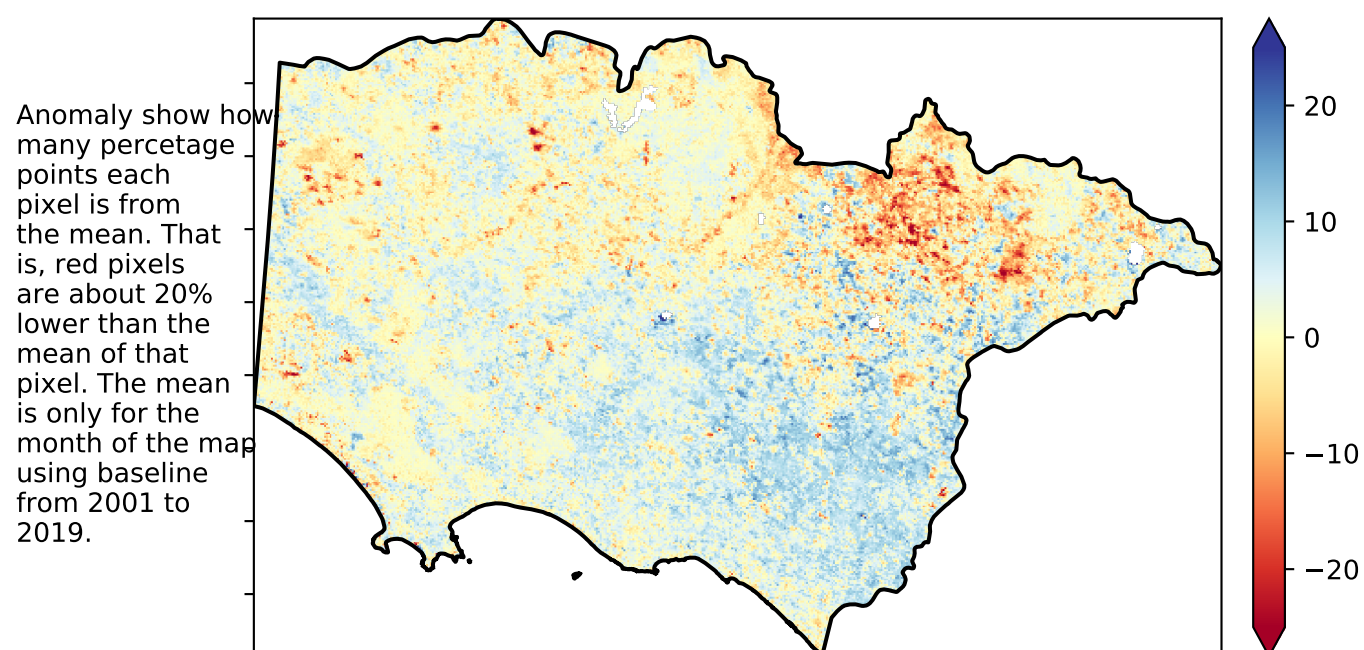 Anomaly show how
many percetage
points each
pixel is from
the mean. That
is, red pixels
are about 20%
lower than the
mean of that
pixel. The mean
is only for the
month of the map
using baseline
from 2001 to
2019.
20
10
0
−10
−20